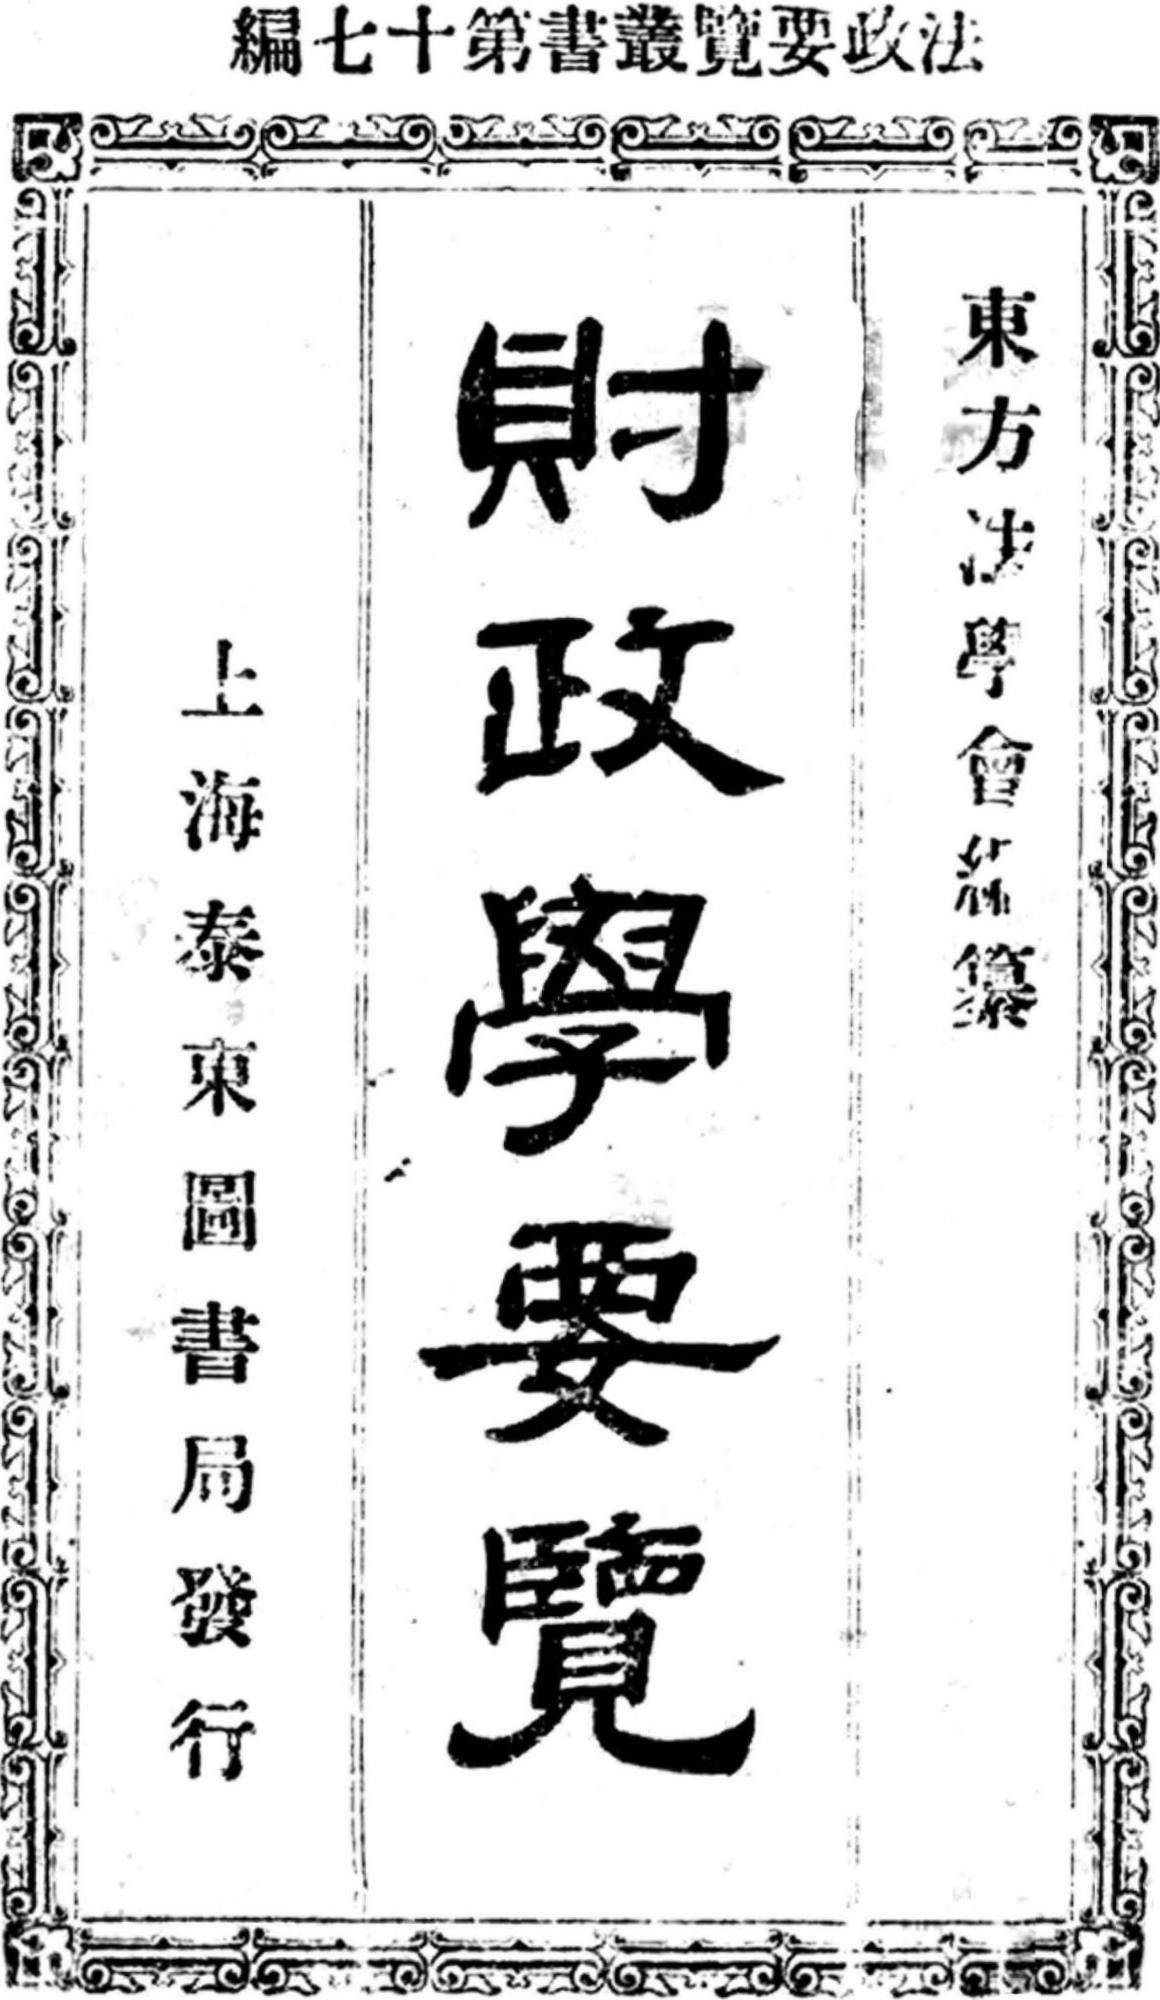 法政要覽叢書第十七編
東方法學會編纂
財政學要覽
上海泰東圖書局發行